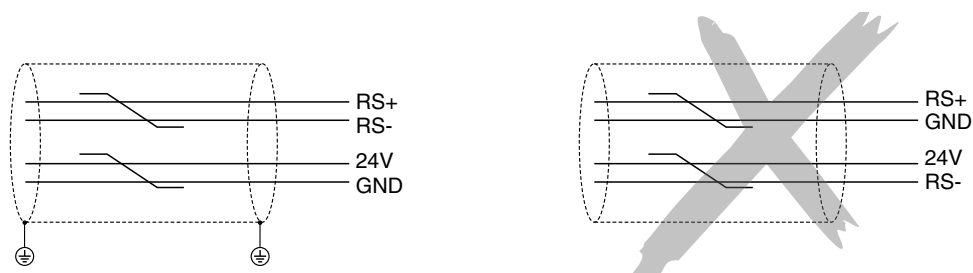 RS+
RS-
24V
GND
RS+
GND
24V
RS-